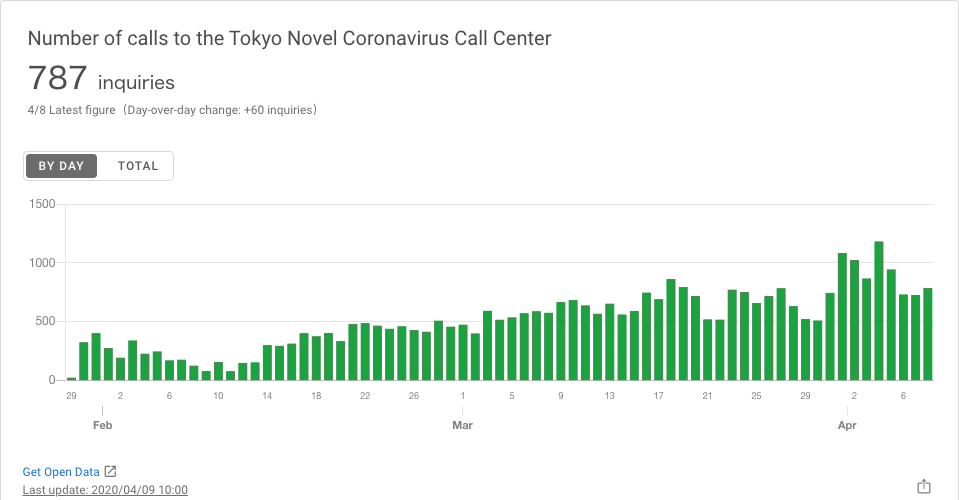 Number of calls to the Tokyo Novel Coronavirus Call Center
787 inquiries
4/8 Latest figure（Day-over-day change: +60 inquiries）
BY DAY TOTAL
1500
1000
500
0
29 2 6 10 14 18 22 26 1 5 9 13 17 21 25 29 2 6
Feb Mar Apr
Get Open Data
Last update: 2020/04/09 10:00